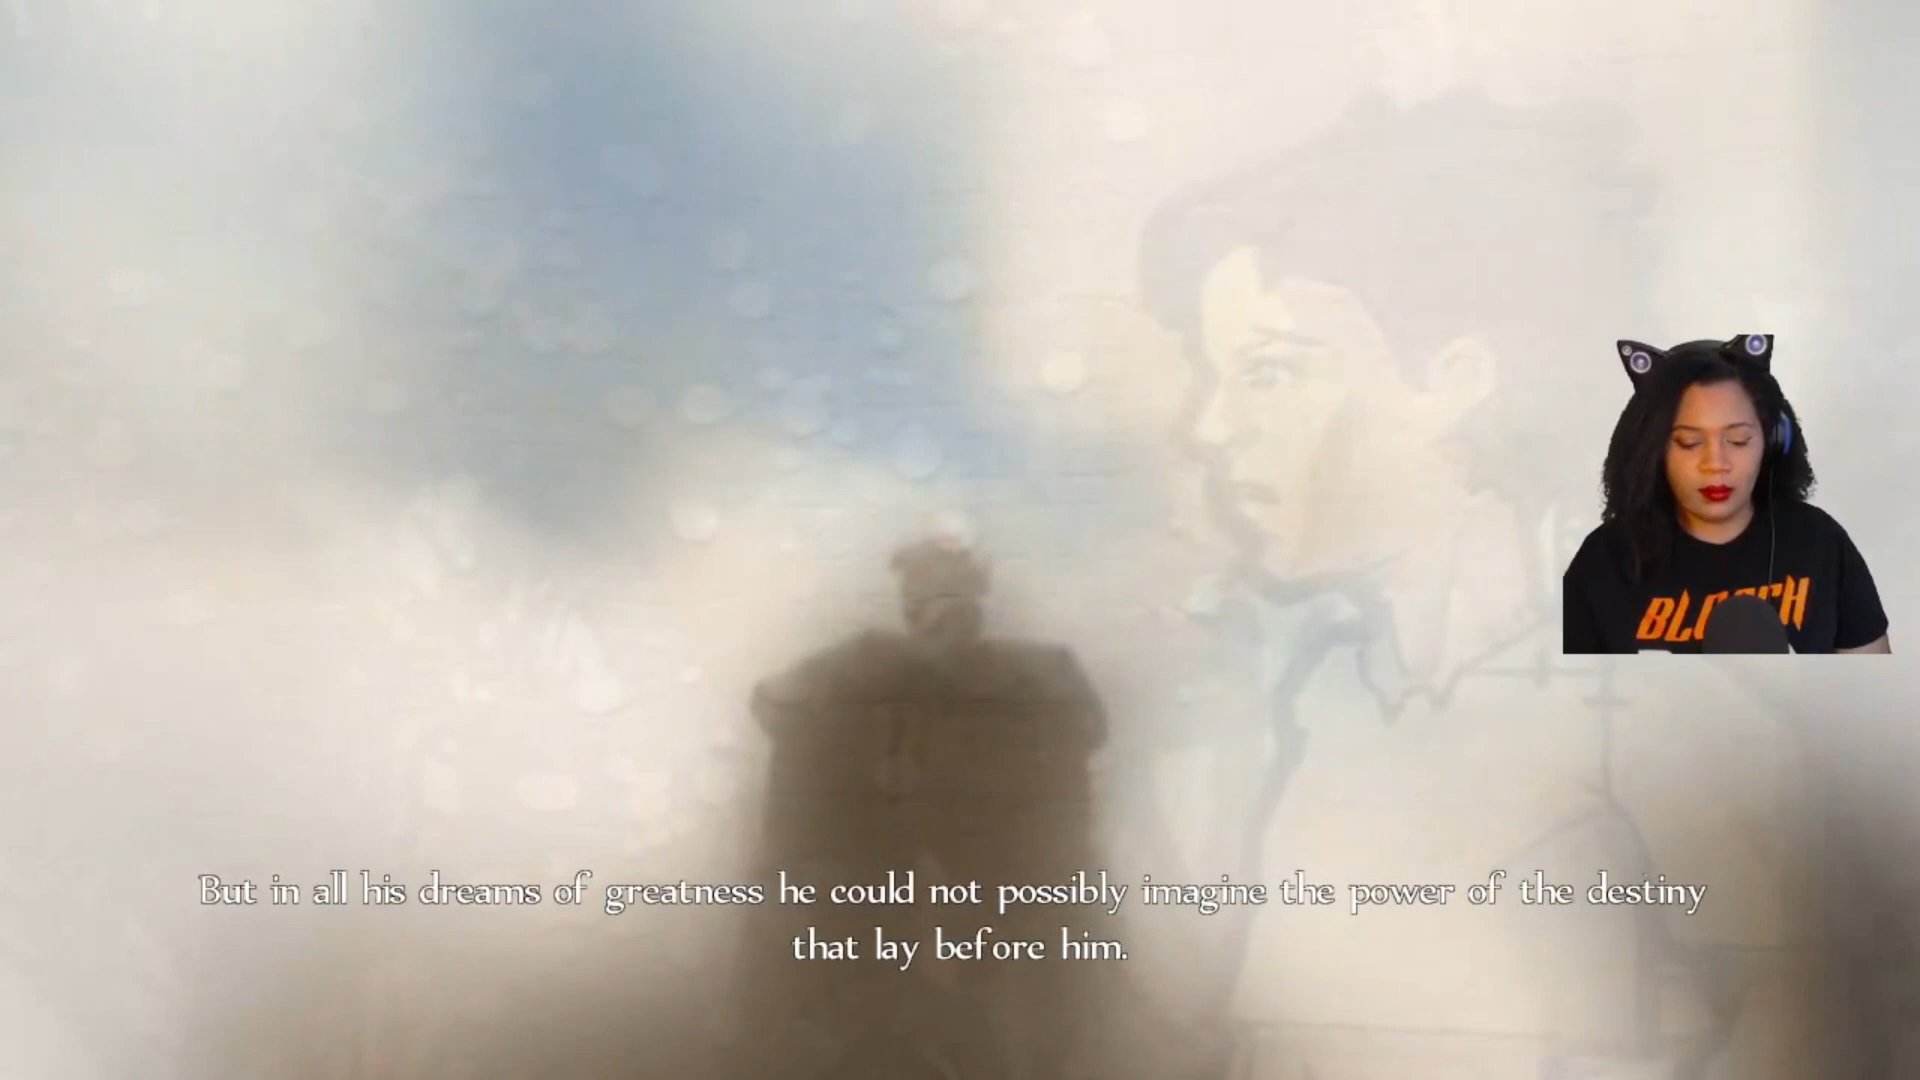 But in all his dreams of greatness he could not possibly imagine the power of the destiny
that lay before him.
BLEACH